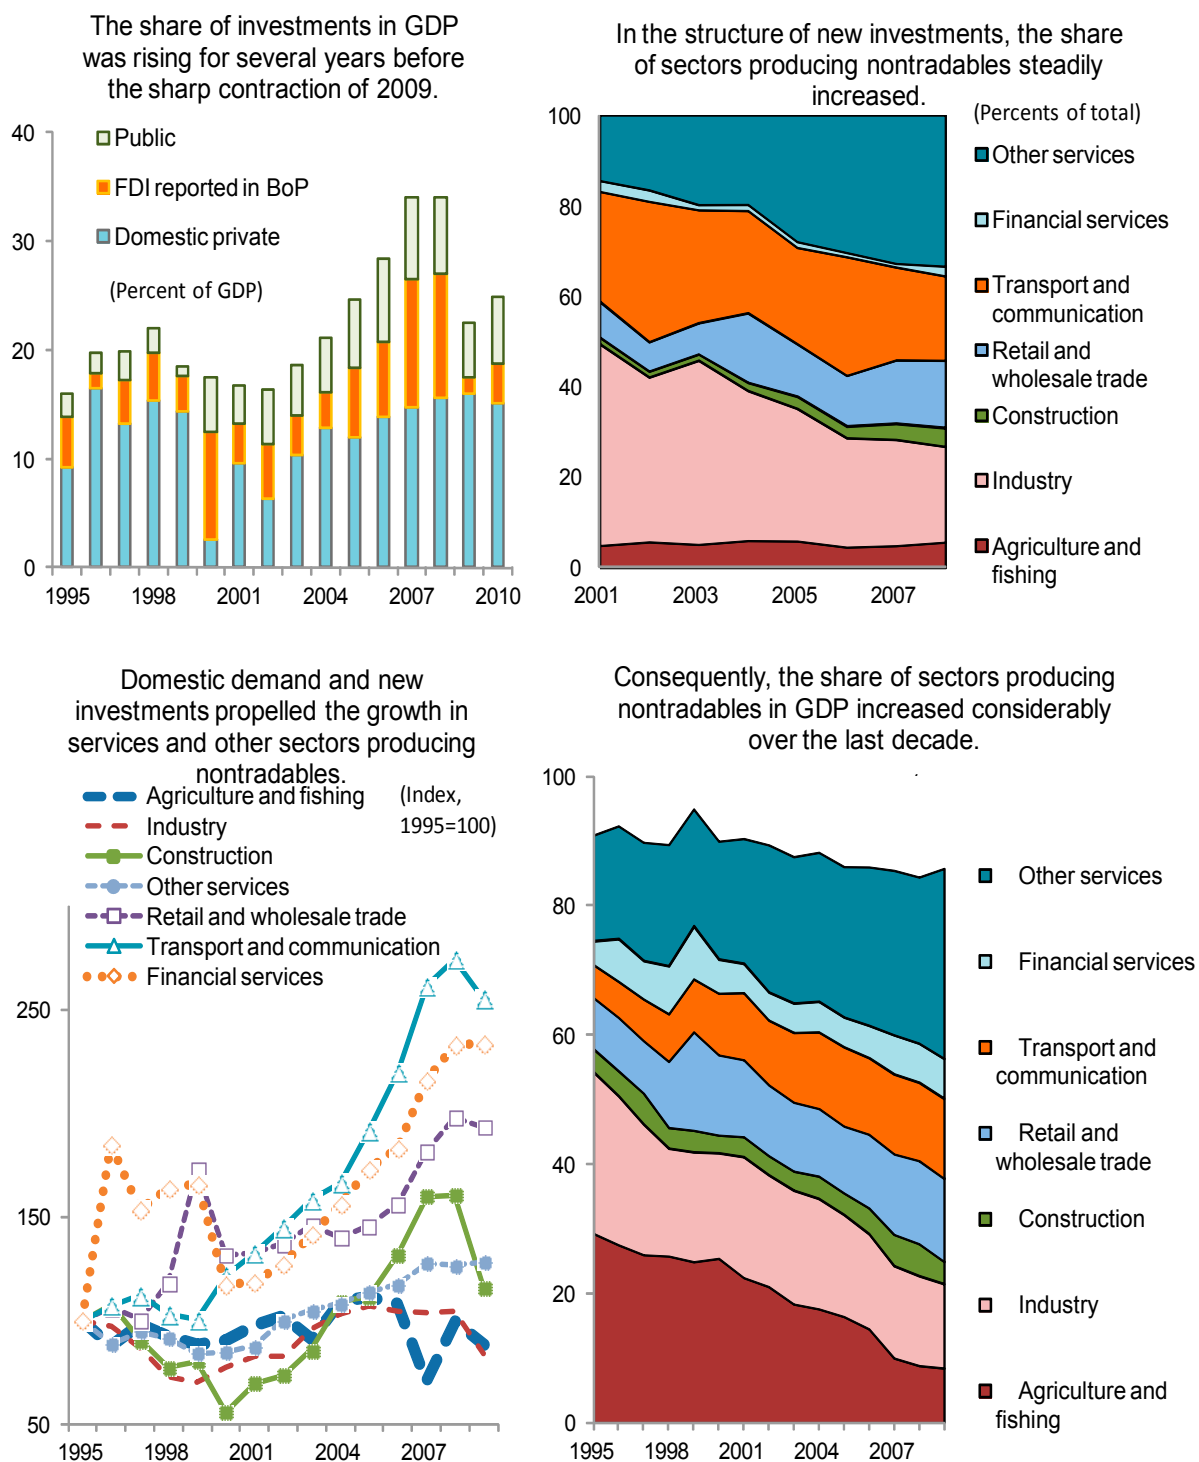 The share of investments in GDP
was rising for several years before
the sharp contraction of 2009.
40
30
20
10
0
Public
FDI reported in BoP
Domestic private
(Percent of GDP)
1995
1998
2001
2004
2007
2010
In the structure of new investments, the share
of sectors producing nontradables steadily
increased.
(Percents of total)
100
80
60
40
20
0
2001
2003
2005
2007
Other services
Financial services
Transport and
communication
Retail and
wholesale trade
Construction
Industry
Agriculture and
fishing
Domestic demand and new
investments propelled the growth in
services and other sectors producing
nontradables.
Agriculture and fishing
Industry
Construction
Other services
Retail and wholesale trade
Transport and communication
Financial services
(Index,
1995=100)
250
150
50
1995
1998
2001
2004
2007
Consequently, the share of sectors producing
nontradables in GDP increased considerably
over the last decade.
100
80
60
40
20
0
1995
1998
2001
2004
2007
Other services
Financial services
Transport and
communication
Retail and
wholesale trade
Construction
Industry
Agriculture and
fishing